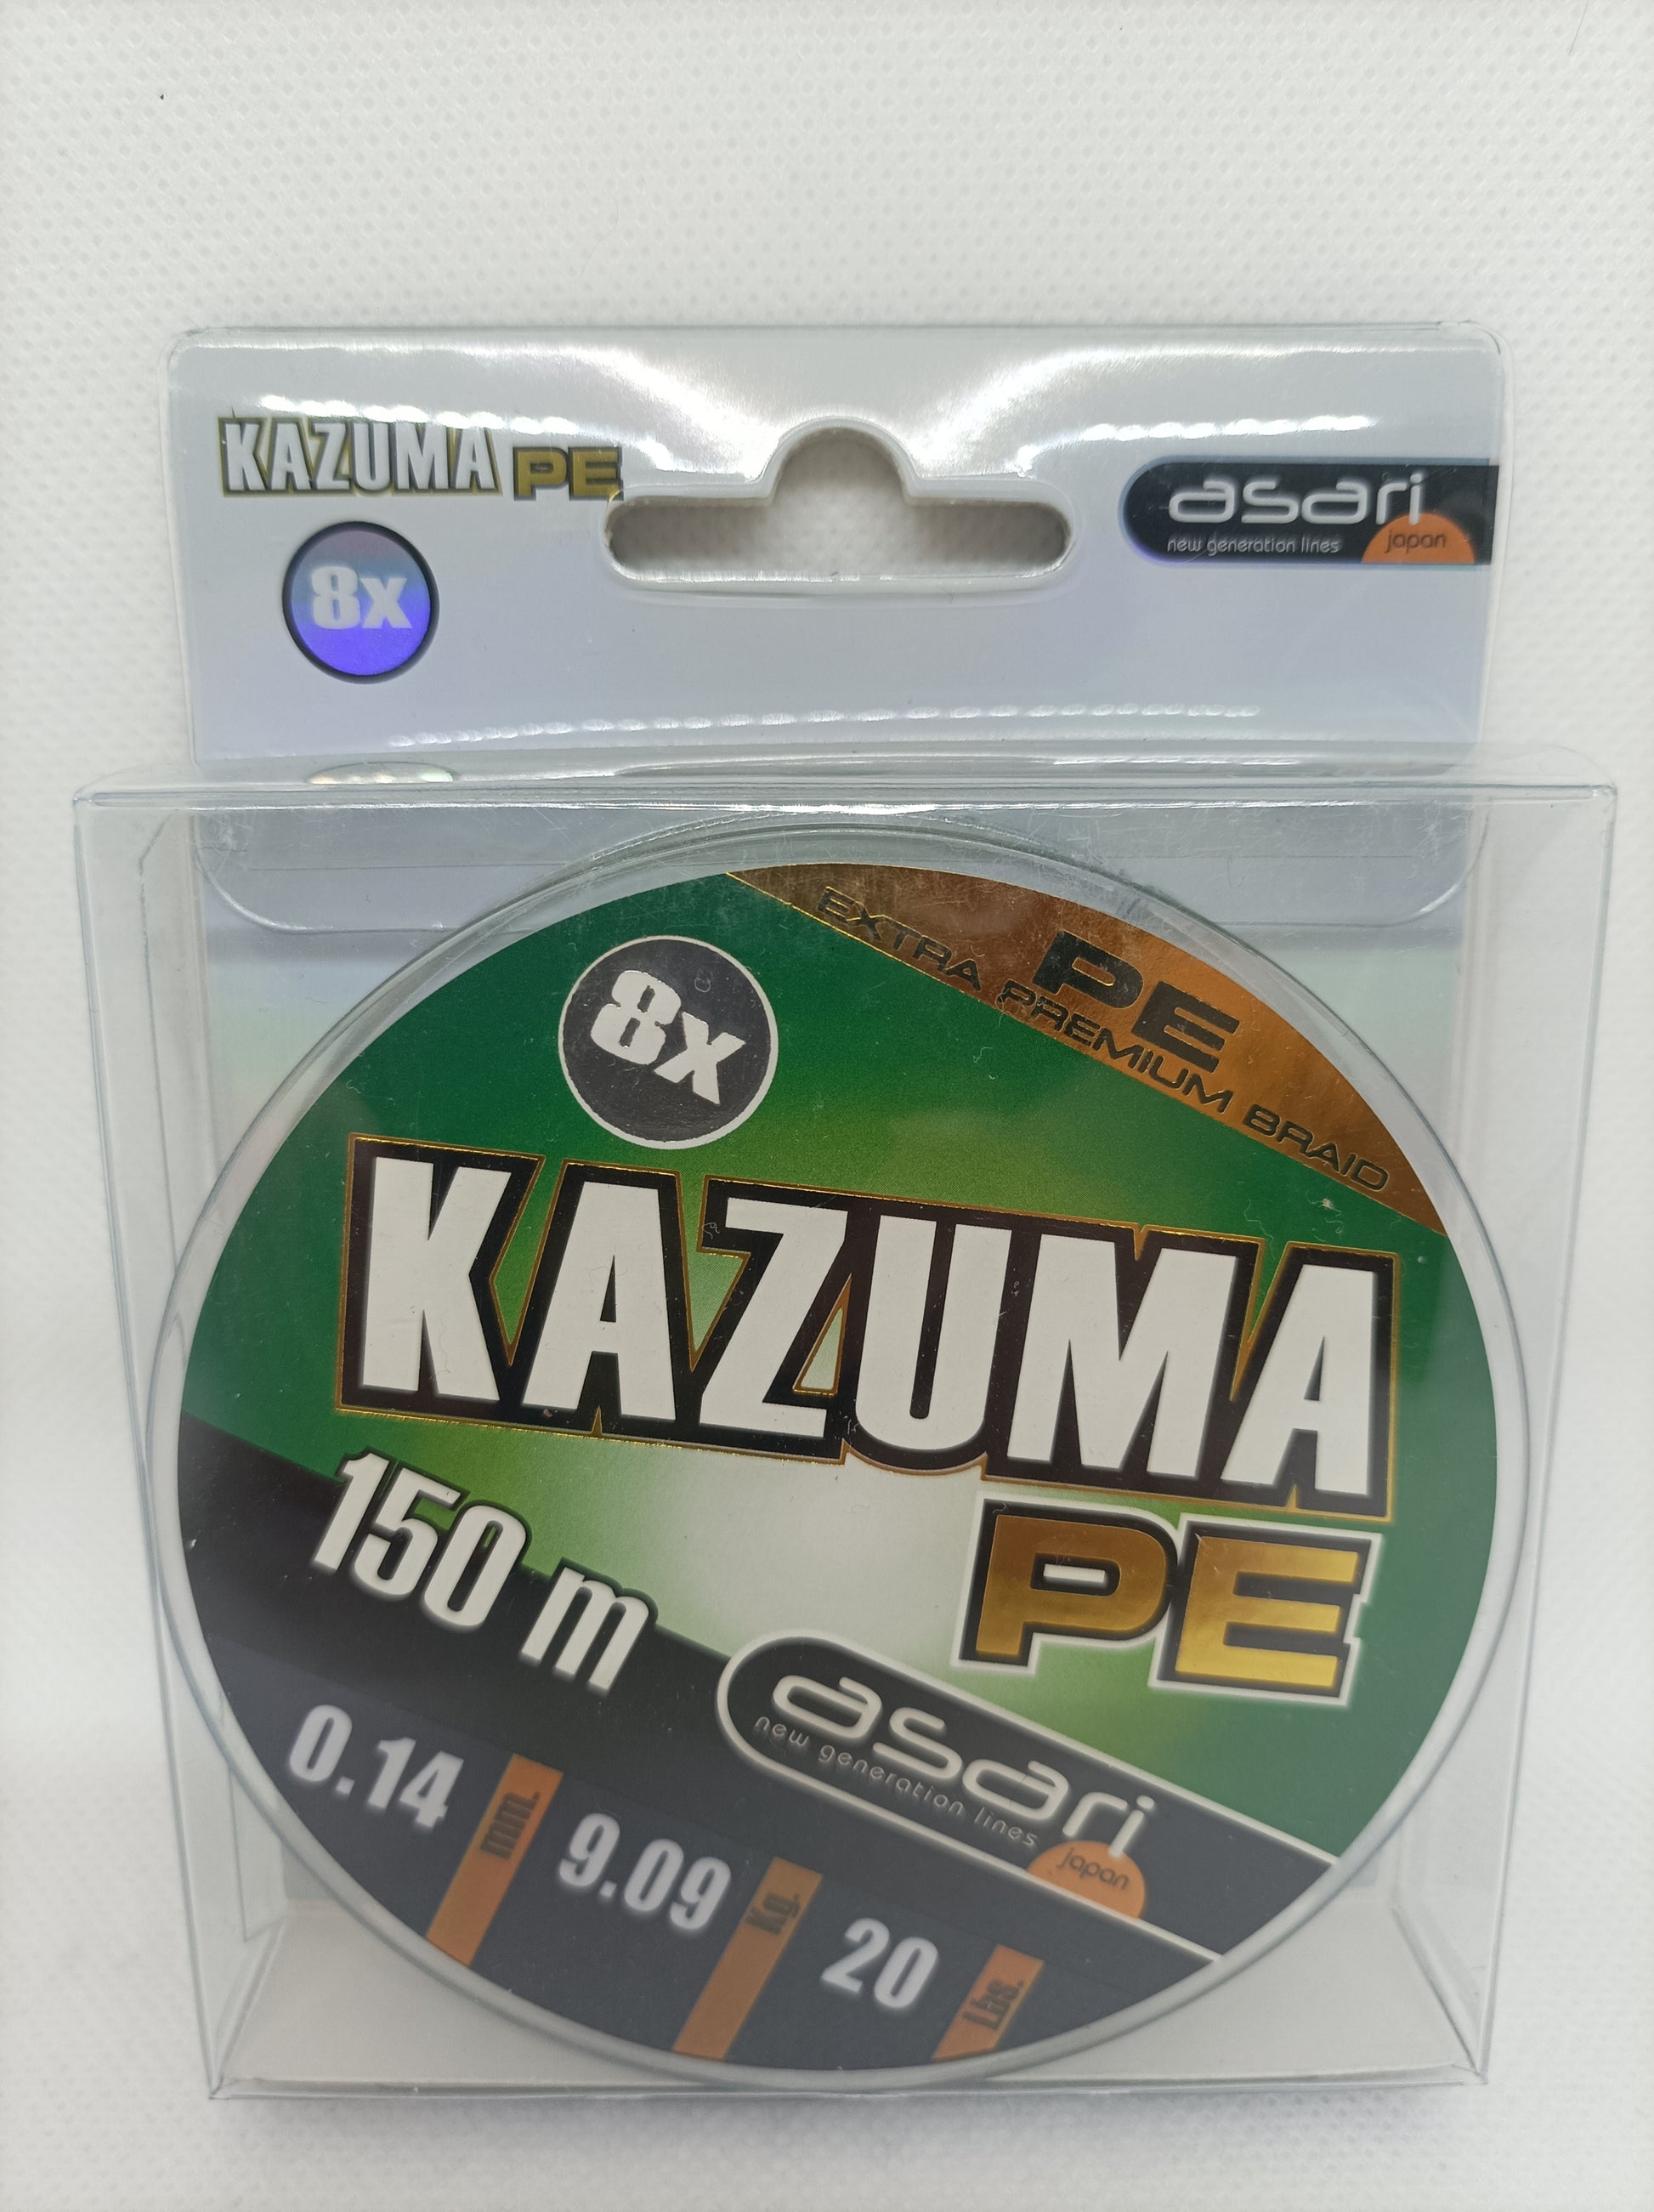 KAZUMA PE
asari
new generation lines
japan
8x
PE
EXTRA PREMIUM BRAID
8x
KAZUMA
PE
150 m
asari
new generation lines
japan
0.14 mm. 9.09 Kg. 20 Lbs.